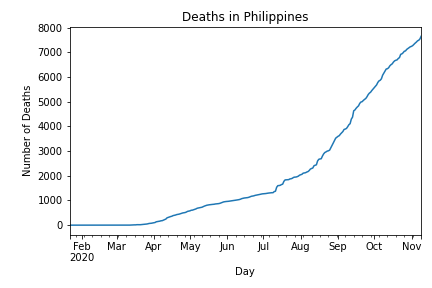 Deaths in Philippines
8000
7000
6000
5000
4000
3000
2000
1000
0
Number of Deaths
Feb Mar Apr May Jun Jul Aug Sep Oct Nov
2020
Day